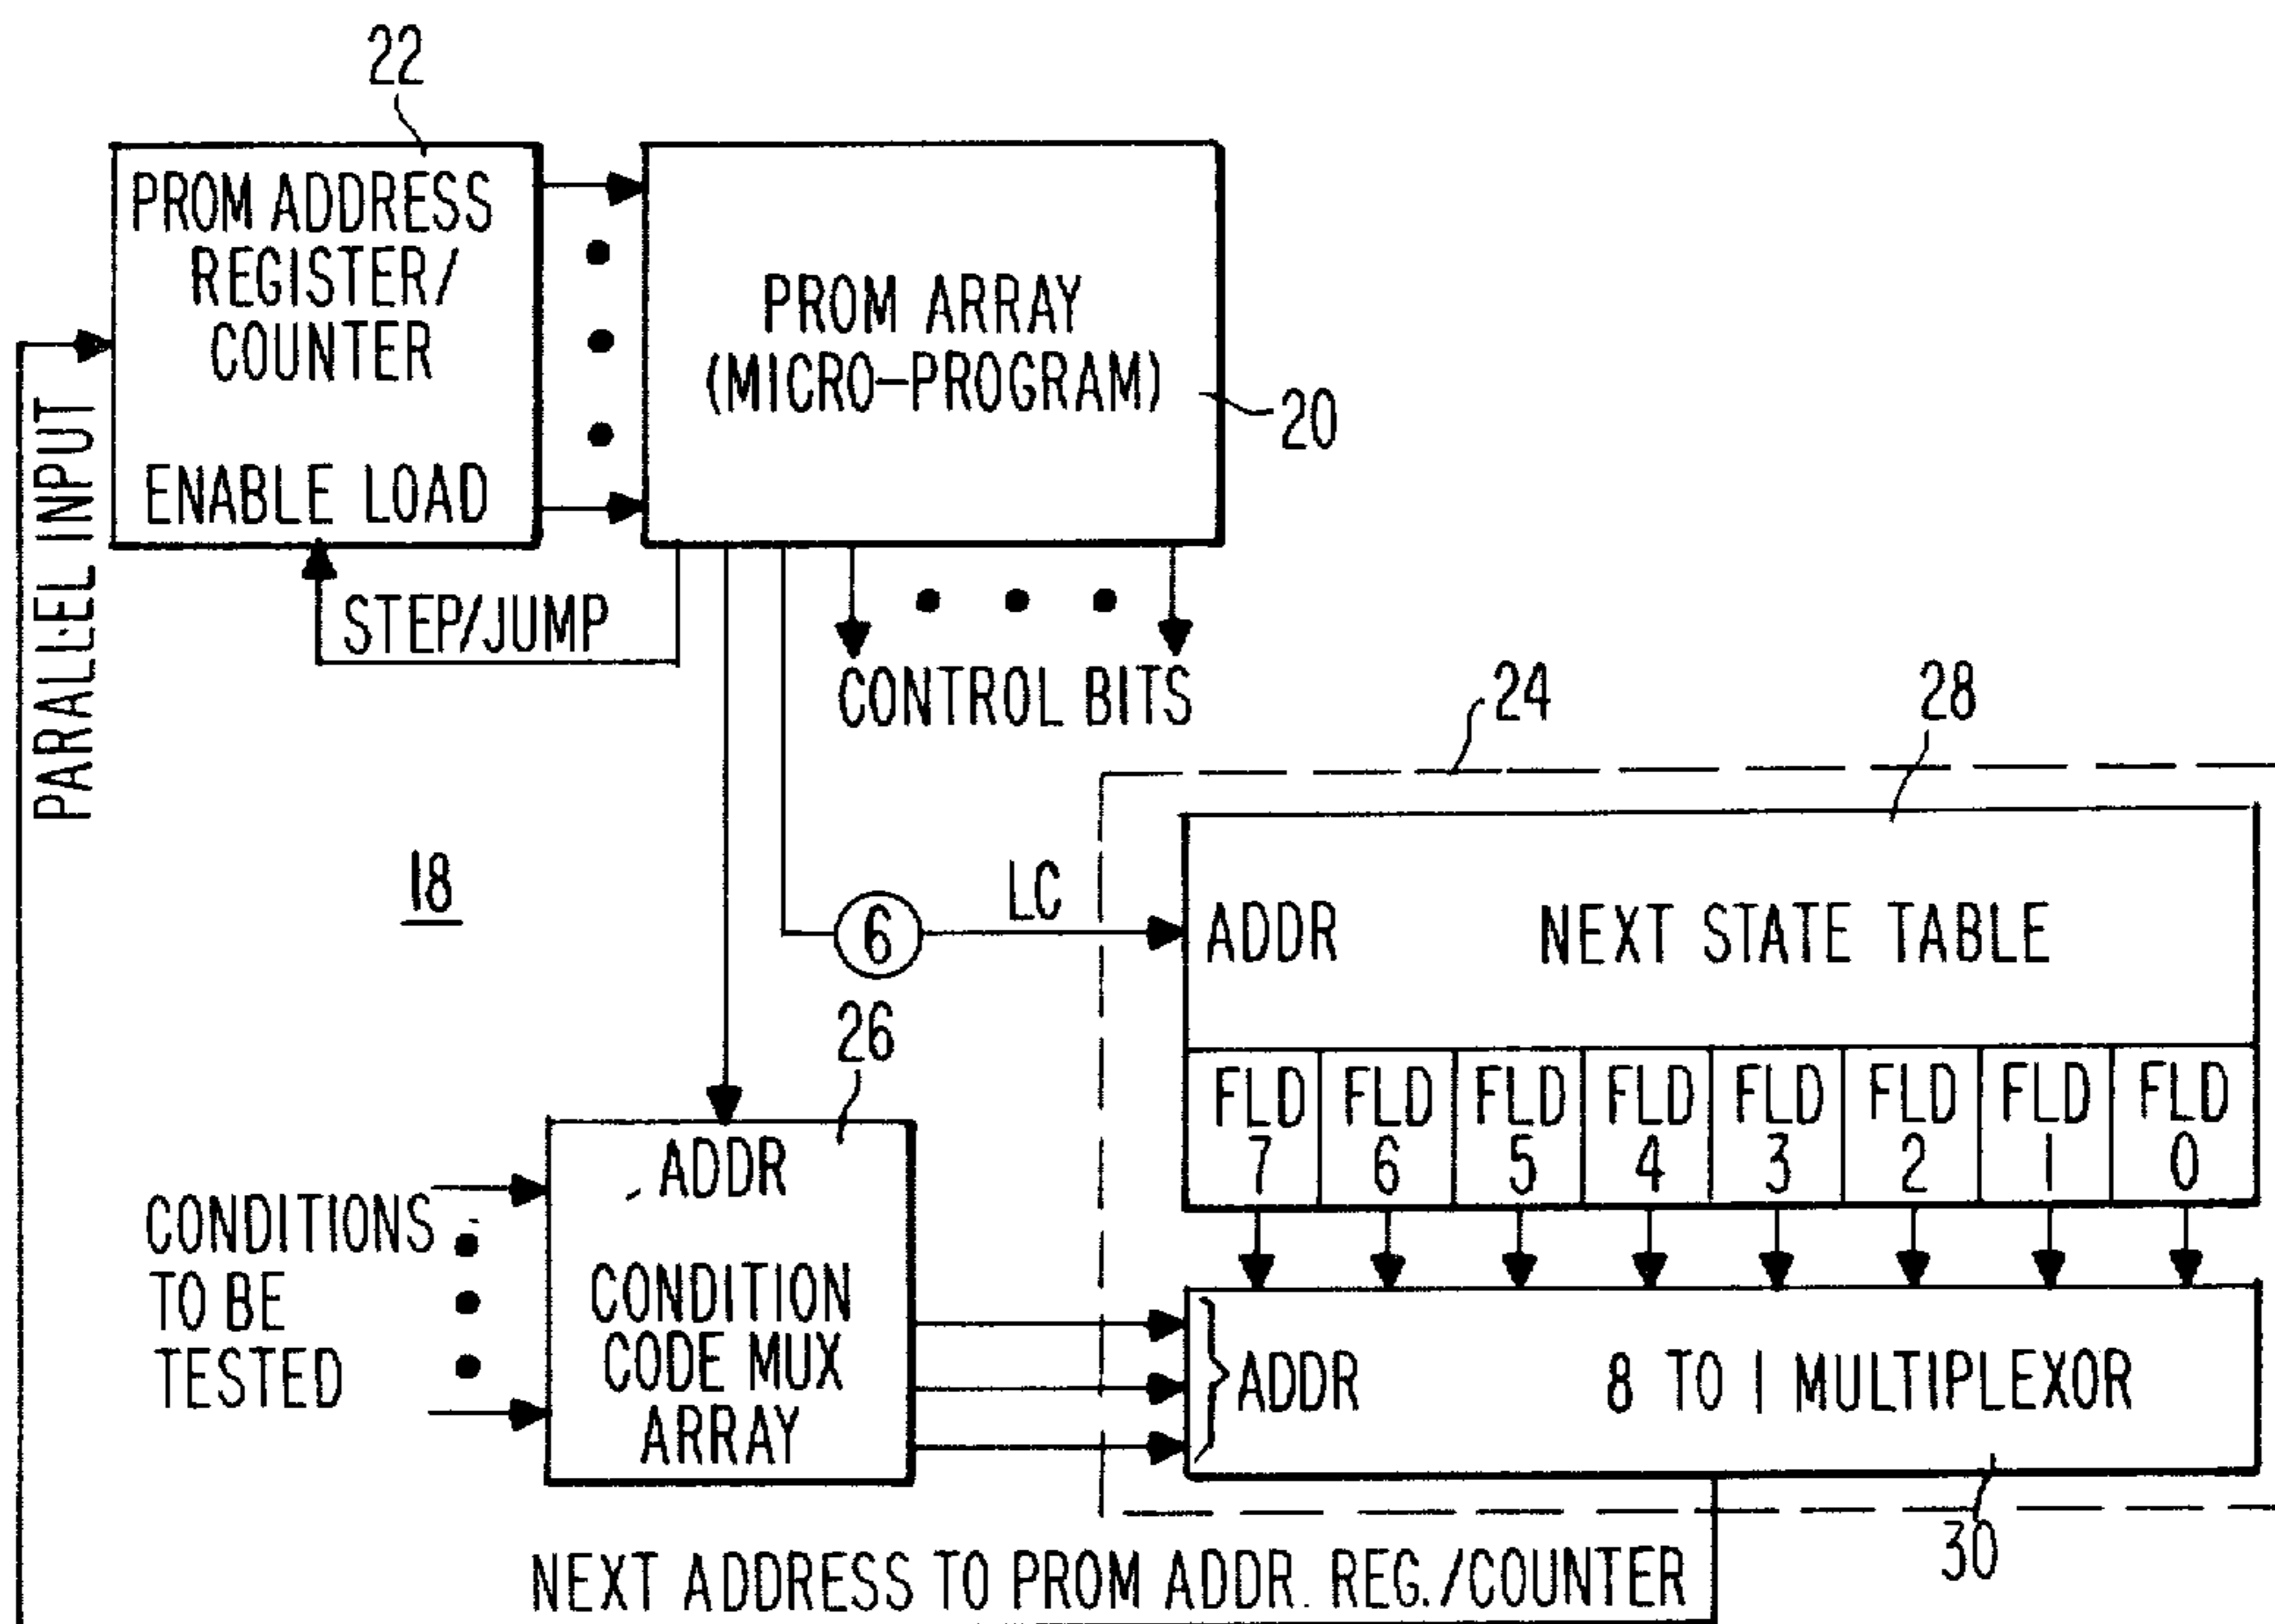 22
PROM ADDRESS
REGISTER/
COUNTER
ENABLE LOAD
PROM ARRAY
(MICRO-PROGRAM)
20
PARALLEL INPUT
STEP/JUMP
CONTROL BITS
24
28
18
6
LC
ADDR
NEXT STATE TABLE
FLD 7
FLD 6
FLD 5
FLD 4
FLD 3
FLD 2
FLD 1
FLD 0
26
ADDR
CONDITION
CODE MUX
ARRAY
CONDITIONS
TO BE
TESTED
ADDR
8 TO 1 MULTIPLEXOR
30
NEXT ADDRESS TO PROM ADDR. REG./COUNTER